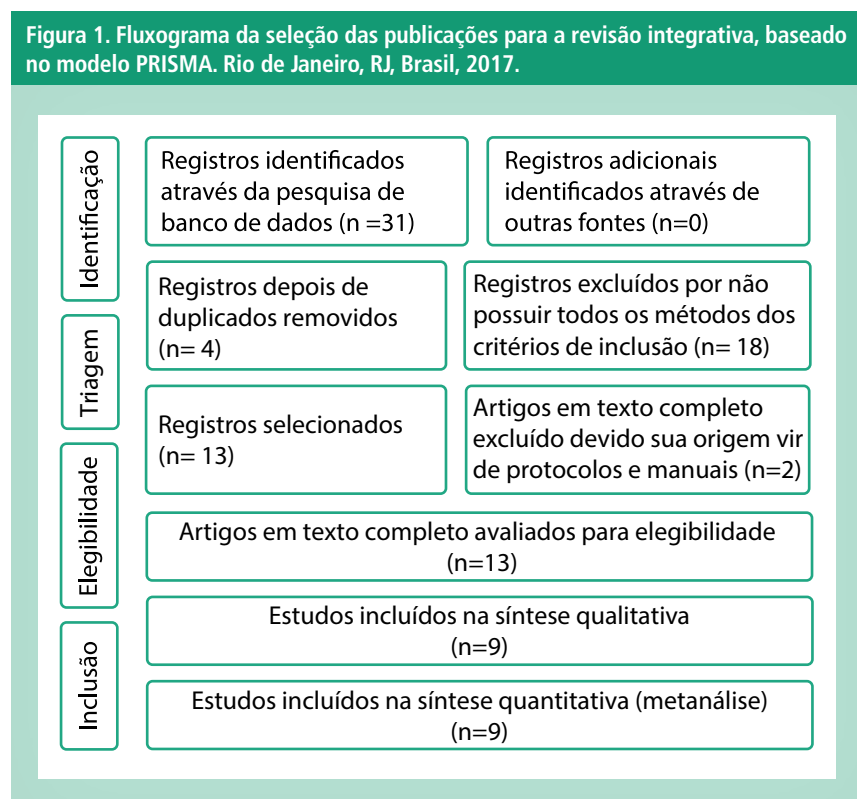 Figura 1. Fluxograma da seleção das publicações para a revisão integrativa, baseado
no modelo PRISMA. Rio de Janeiro, RJ, Brasil, 2017.
Identificação
Registros identificados
através da pesquisa de
banco de dados (n =31)
Registros adicionais
identificados através de
outras fontes (n=0)
Triagem
Registros depois de
duplicados removidos
(n= 4)
Registros excluídos por não
possuir todos os métodos dos
critérios de inclusão (n= 18)
Registros selecionados
(n= 13)
Artigos em texto completo
excluído devido sua origem vir
de protocolos e manuais (n=2)
Elegibilidade
Artigos em texto completo avaliados para elegibilidade
(n=13)
Inclusão
Estudos incluídos na síntese qualitativa
(n=9)
Estudos incluídos na síntese quantitativa (metanálise)
(n=9)